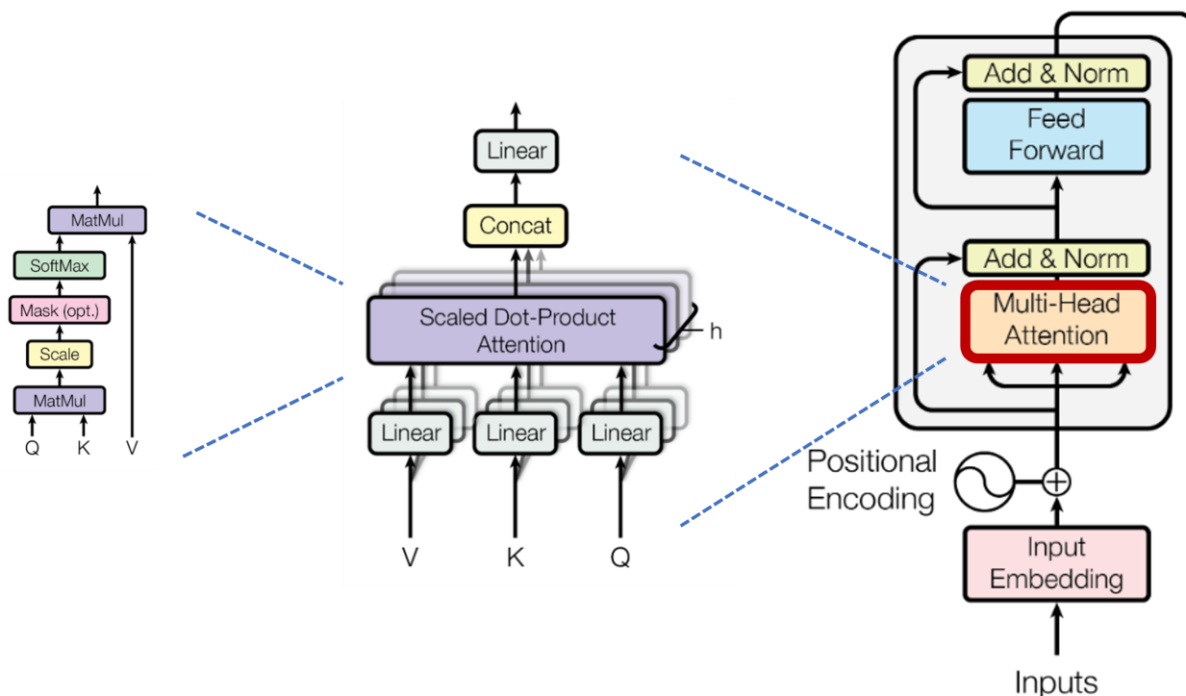 MatMul
SoftMax
Mask (opt.)
Scale
MatMul
Q K V
Linear
Concat
Scaled Dot-Product
Attention
h
Linear Linear Linear
V K Q
Add & Norm
Feed
Forward
Add & Norm
Multi-Head
Attention
Positional
Encoding
Input
Embedding
Inputs